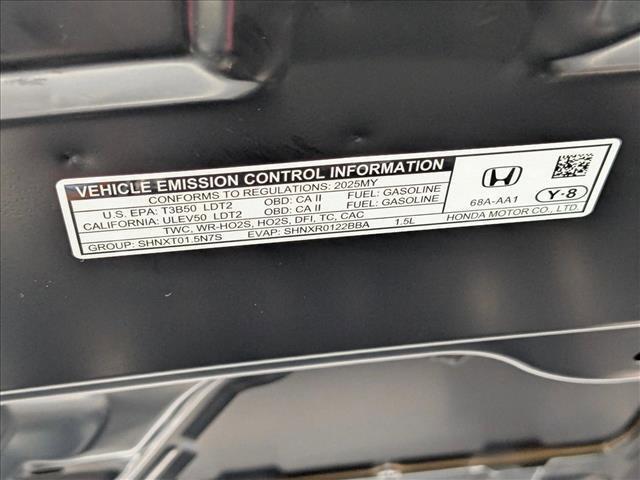 VEHICLE EMISSION CONTROL INFORMATION
CONFORMS TO REGULATIONS: 2025MY
U.S. EPA: T3B50 LDT2 OBD: CA II FUEL: GASOLINE
CALIFORNIA: ULEV50 LDT2 OBD: CA II FUEL: GASOLINE
TWC, WR-HO2S, HO2S, DFI, TC, CAC
GROUP: SHNXT01.5N7S EVAP: SHNXR0122BBA 1.5L
68A-AA1 Y-8
HONDA MOTOR CO., LTD.